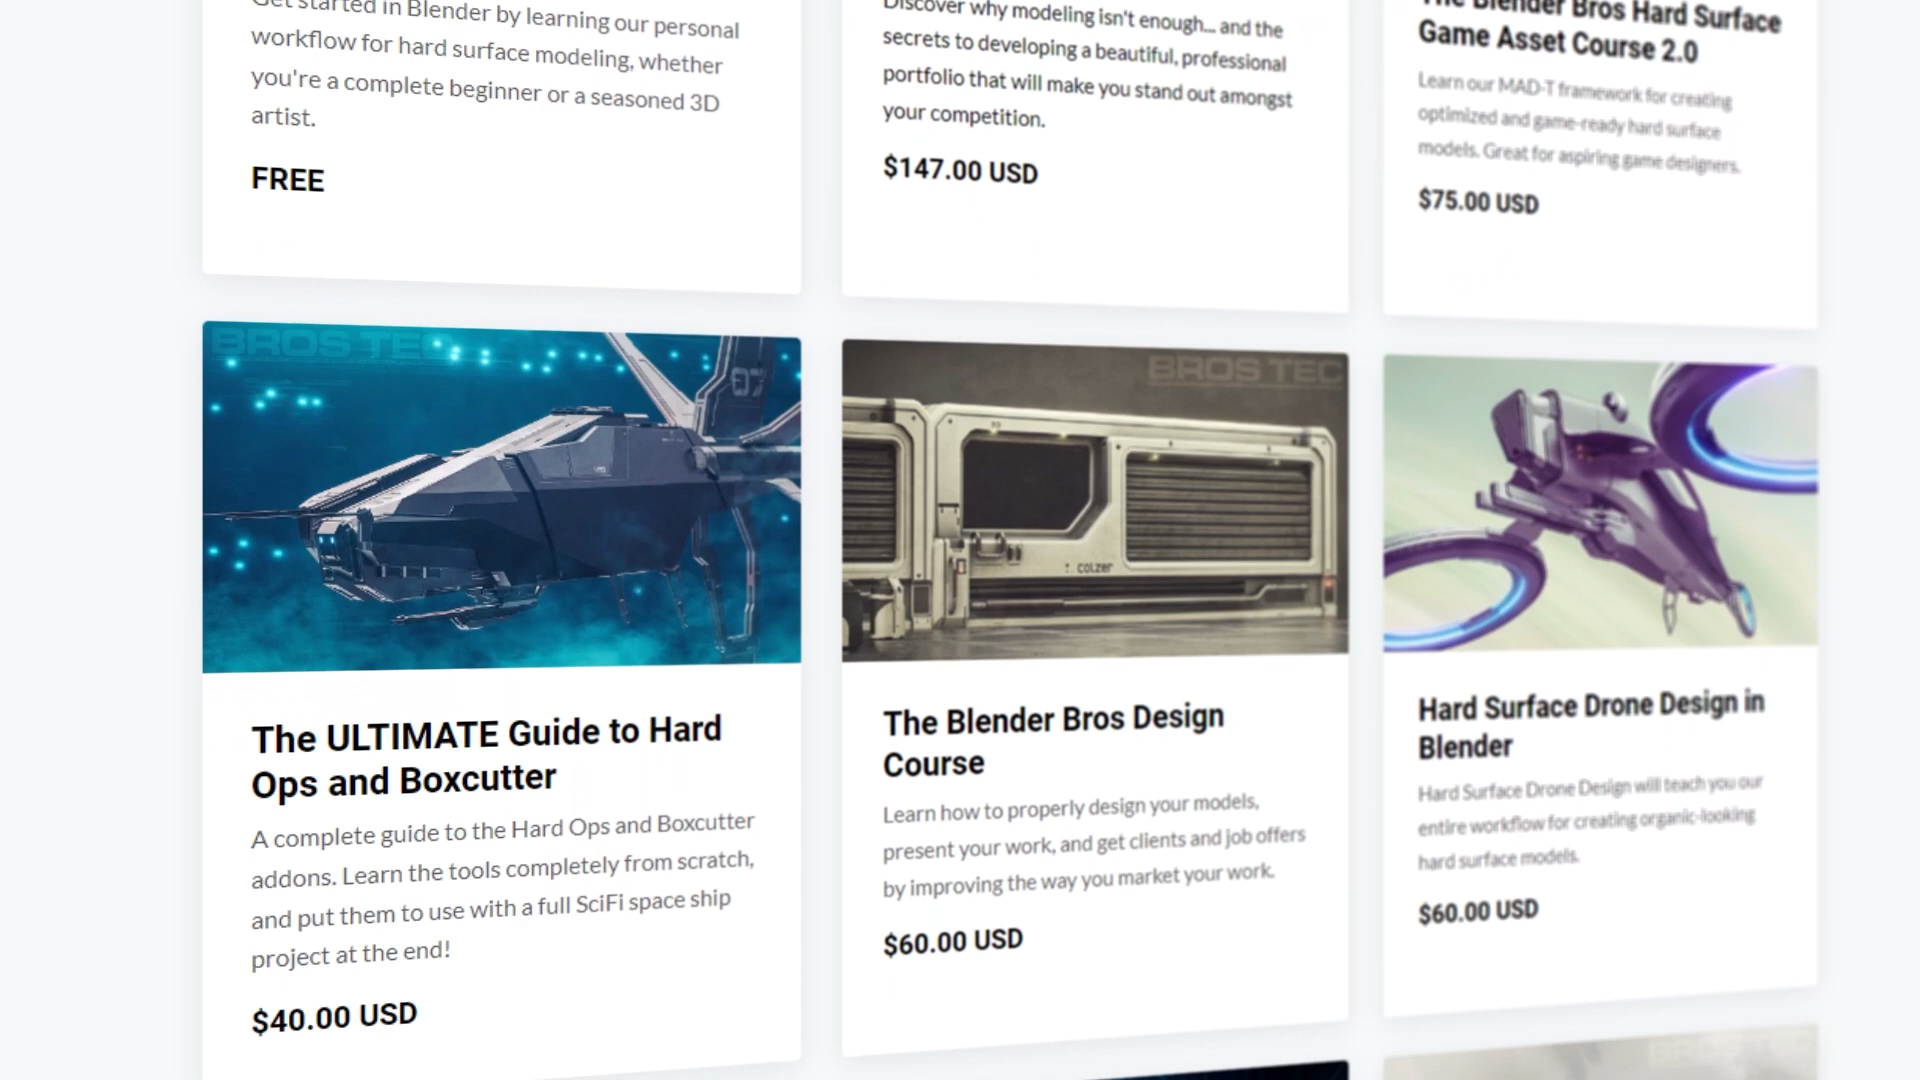 Get started in Blender by learning our personal
workflow for hard surface modeling, whether
you're a complete beginner or a seasoned 3D
artist.
FREE
Discover why modeling isn't enough... and the
secrets to developing a beautiful, professional
portfolio that will make you stand out amongst
your competition.
$147.00 USD
The Blender Bros Hard Surface
Game Asset Course 2.0
Learn our MAD-T framework for creating
optimized and game-ready hard surface
models. Great for aspiring game designers.
$75.00 USD
BROS TEC
07
The ULTIMATE Guide to Hard
Ops and Boxcutter
A complete guide to the Hard Ops and Boxcutter
addons. Learn the tools completely from scratch,
and put them to use with a full SciFi space ship
project at the end!
$40.00 USD
BROS TEC
colzer
The Blender Bros Design
Course
Learn how to properly design your models,
present your work, and get clients and job offers
by improving the way you market your work.
$60.00 USD
Hard Surface Drone Design in
Blender
Hard Surface Drone Design will teach you our
entire workflow for creating organic-looking
hard surface models.
$60.00 USD
BROS TEC